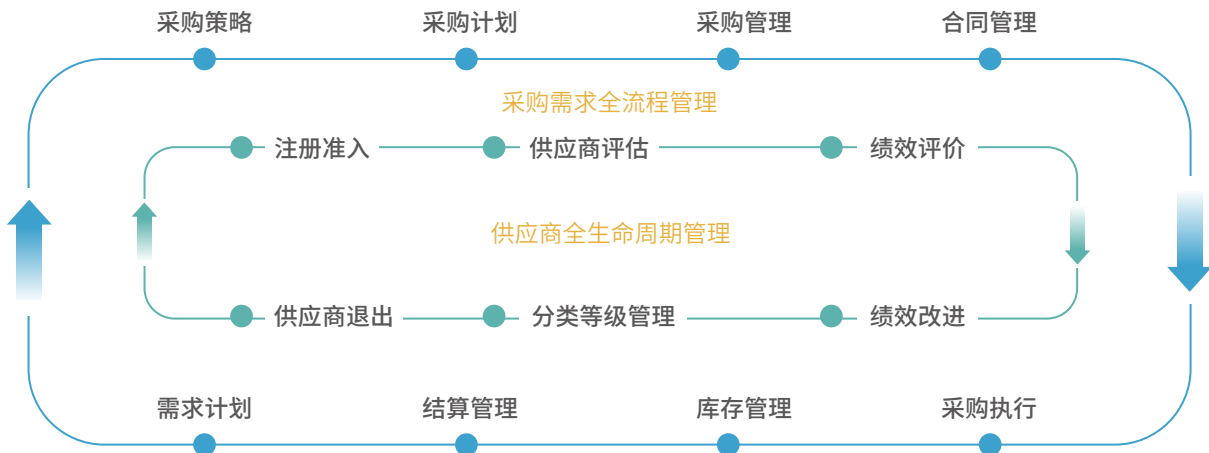 采购策略
采购计划
采购管理
合同管理
采购需求全流程管理
注册准入
供应商评估
绩效评价
供应商全生命周期管理
供应商退出
分类等级管理
绩效改进
需求计划
结算管理
库存管理
采购执行